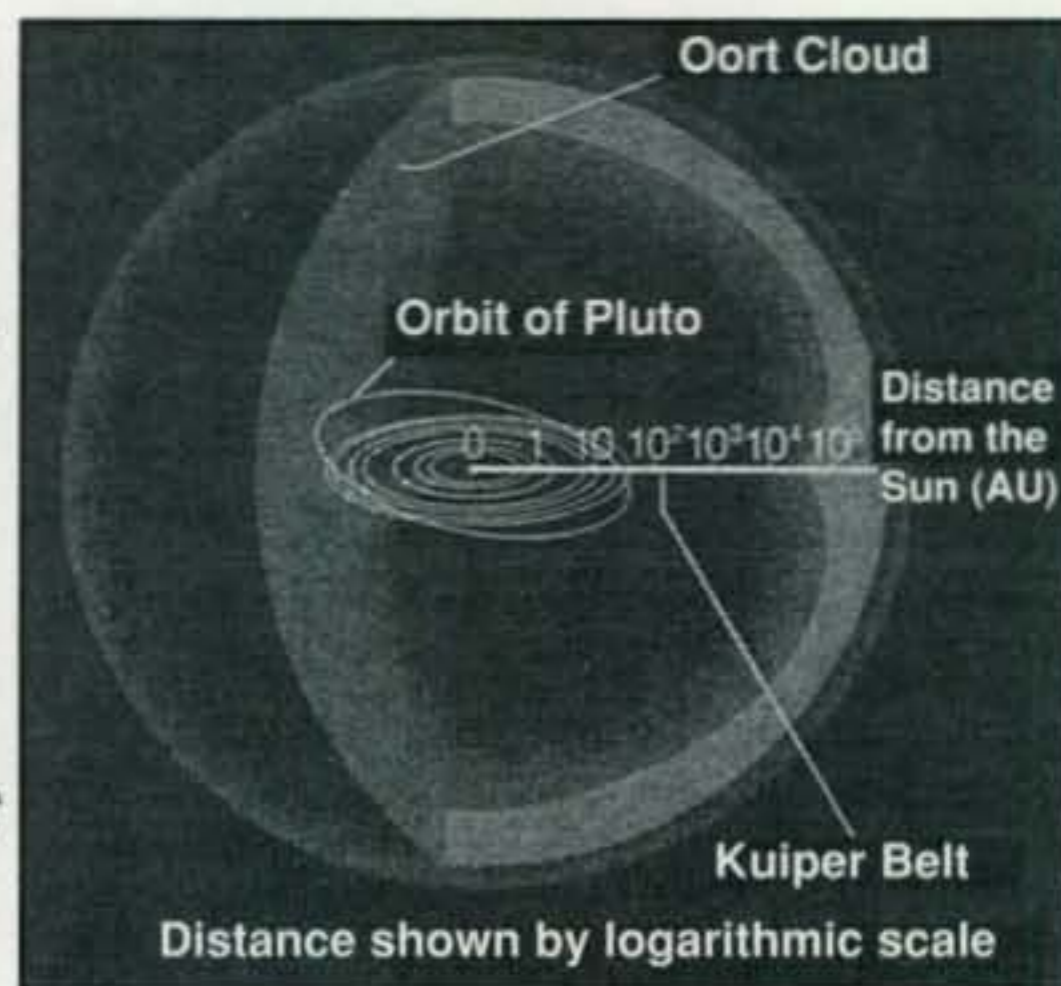 Oort Cloud
Orbit of Pluto
Distance
from the
Sun (AU)
0 1 10 10² 10³ 10⁴ 10⁵
Kuiper Belt
Distance shown by logarithmic scale